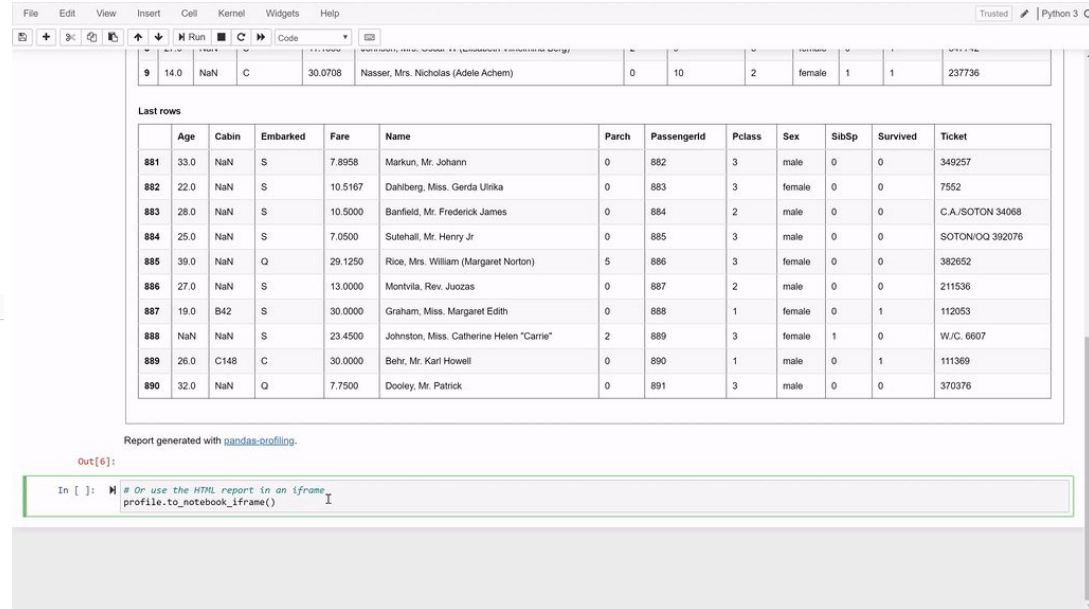 File Edit View Insert Cell Kernel Widgets Help Trusted Python 3
Run Code
9 14.0 NaN C 30.0708 Nasser, Mrs. Nicholas (Adele Achem) 0 10 2 female 1 1 237736
Last rows
Age Cabin Embarked Fare Name Parch PassengerId Pclass Sex SibSp Survived Ticket
881 33.0 NaN S 7.8958 Markun, Mr. Johann 0 882 3 male 0 0 349257
882 22.0 NaN S 10.5167 Dahlberg, Miss. Gerda Ulrika 0 883 3 female 0 0 7552
883 28.0 NaN S 10.5000 Banfield, Mr. Frederick James 0 884 2 male 0 0 C.A./SOTON 34068
884 25.0 NaN S 7.0500 Sutehall, Mr. Henry Jr 0 885 3 male 0 0 SOTON/OQ 392076
885 39.0 NaN Q 29.1250 Rice, Mrs. William (Margaret Norton) 5 886 3 female 0 0 382652
886 27.0 NaN S 13.0000 Montvila, Rev. Juozas 0 887 2 male 0 0 211536
887 19.0 B42 S 30.0000 Graham, Miss. Margaret Edith 0 888 1 female 0 1 112053
888 NaN NaN S 23.4500 Johnston, Miss. Catherine Helen "Carrie" 2 889 3 female 1 0 W./C. 6607
889 26.0 C148 C 30.0000 Behr, Mr. Karl Howell 0 890 1 male 0 1 111369
890 32.0 NaN Q 7.7500 Dooley, Mr. Patrick 0 891 3 male 0 0 370376
Report generated with pandas-profiling.
Out[6]:
In [ ]: # Or use the HTML report in an iframe
profile.to_notebook_iframe()